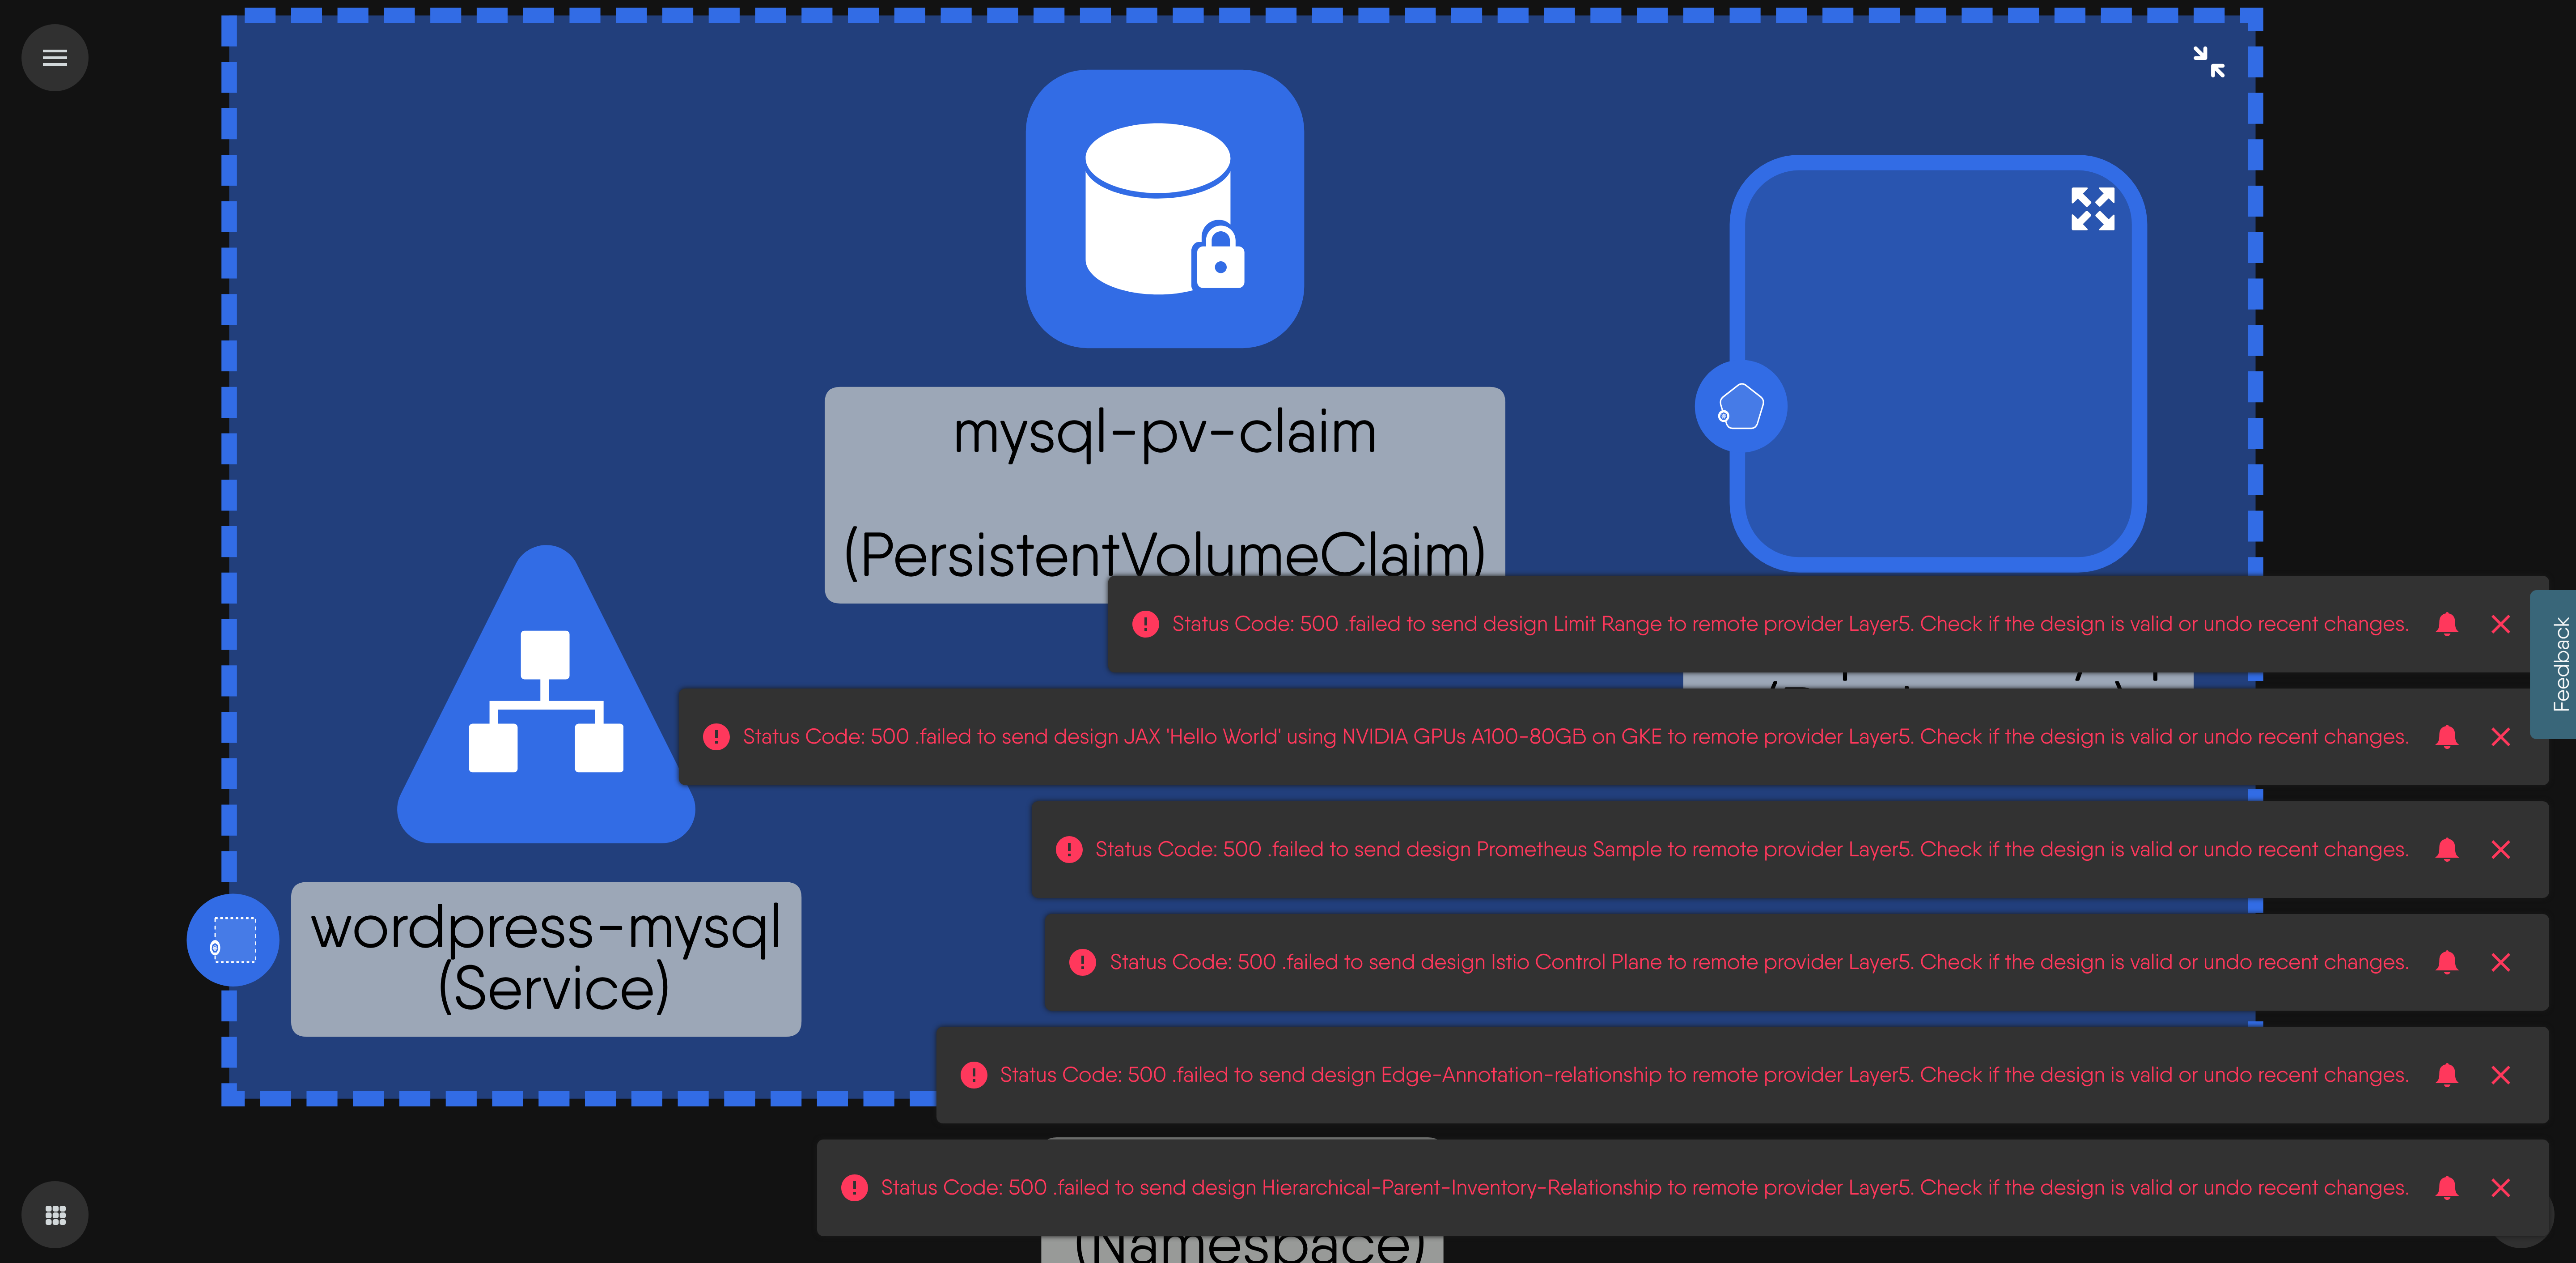 mysql-pv-claim
(PersistentVolumeClaim)
Status Code: 500 .failed to send design Limit Range to remote provider Layer5. Check if the design is valid or undo recent changes.
Feedback
Status Code: 500 .failed to send design JAX 'Hello World' using NVIDIA GPUs A100-80GB on GKE to remote provider Layer5. Check if the design is valid or undo recent changes.
Status Code: 500 .failed to send design Prometheus Sample to remote provider Layer5. Check if the design is valid or undo recent changes.
wordpress-mysql
(Service)
Status Code: 500 .failed to send design Istio Control Plane to remote provider Layer5. Check if the design is valid or undo recent changes.
Status Code: 500 .failed to send design Edge-Annotation-relationship to remote provider Layer5. Check if the design is valid or undo recent changes.
Status Code: 500 .failed to send design Hierarchical-Parent-Inventory-Relationship to remote provider Layer5. Check if the design is valid or undo recent changes.
(Namespace)